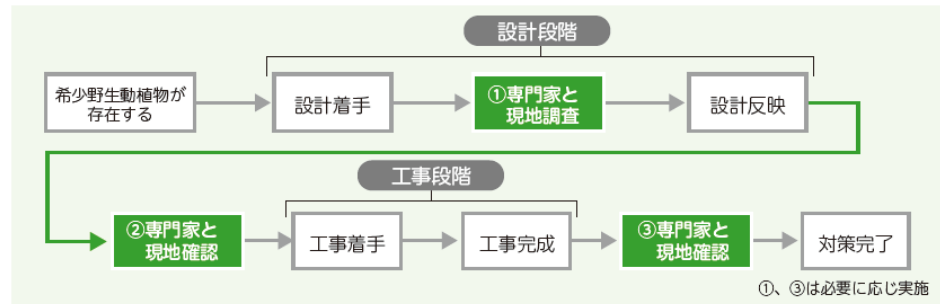 設計段階
希少野生動植物が
存在する
設計着手
①専門家と
現地調査
設計反映
工事段階
②専門家と
現地確認
工事着手
工事完成
③専門家と
現地確認
対策完了
①、③は必要に応じ実施